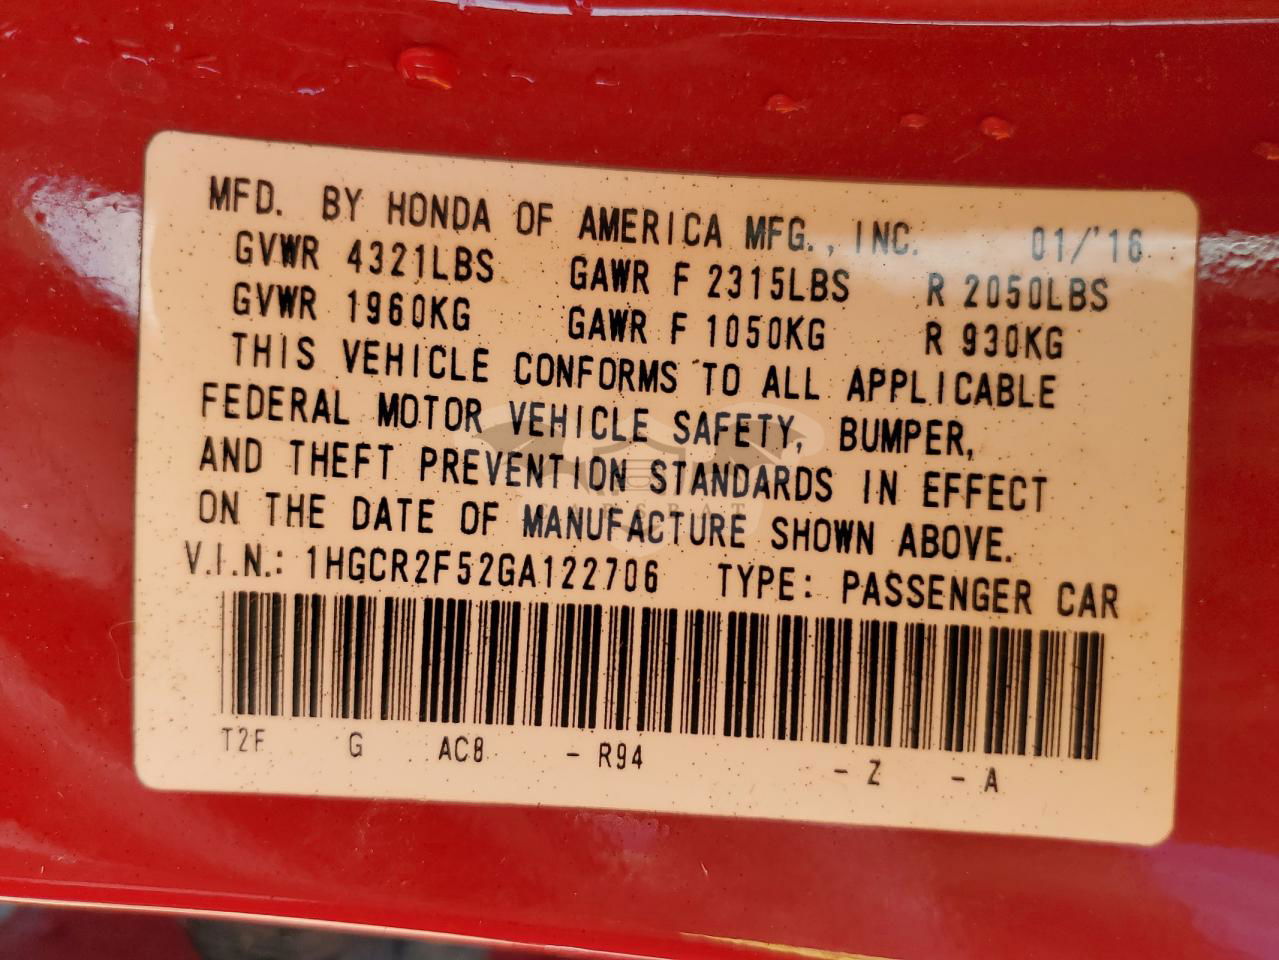 MFD. BY HONDA OF AMERICA MFG., INC. 01/'16
GVWR 4321LBS GAWR F 2315LBS R 2050LBS
GVWR 1960KG GAWR F 1050KG R 930KG
THIS VEHICLE CONFORMS TO ALL APPLICABLE
FEDERAL MOTOR VEHICLE SAFETY, BUMPER,
AND THEFT PREVENTION STANDARDS IN EFFECT
ON THE DATE OF MANUFACTURE SHOWN ABOVE.
V.I.N.: 1HGCR2F52GA122706 TYPE: PASSENGER CAR
T2F G AC8 - R94 - Z - A